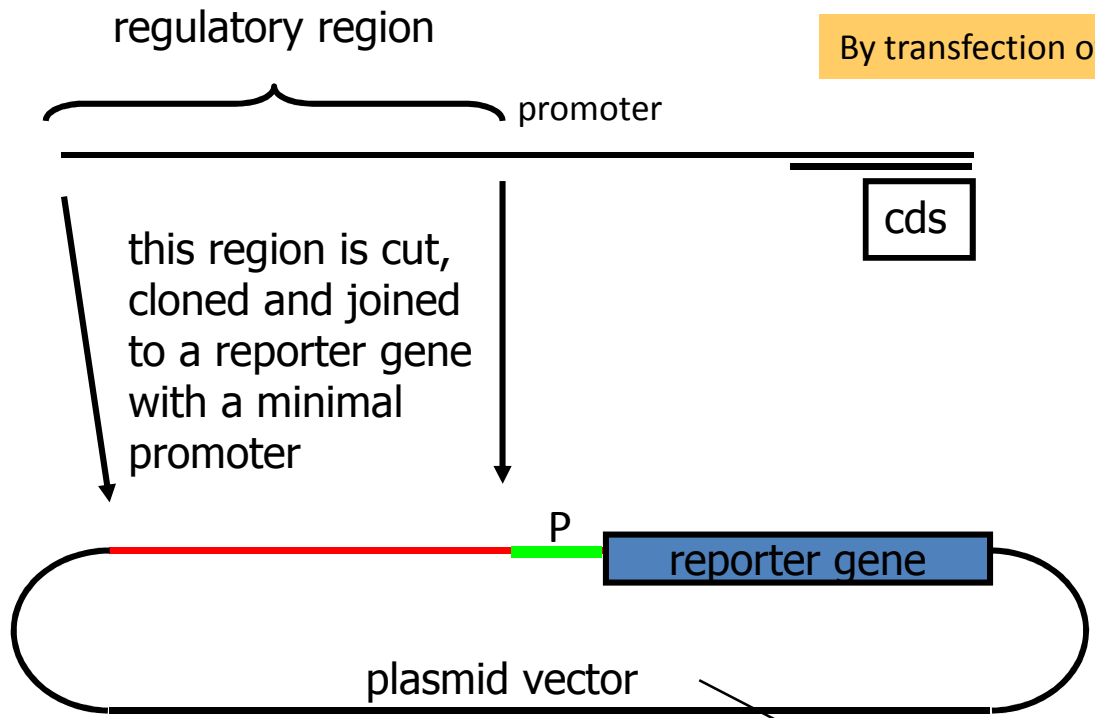 regulatory region
By transfection o
promoter
cds
this region is cut,
cloned and joined
to a reporter gene
with a minimal
promoter
P
reporter gene
plasmid vector